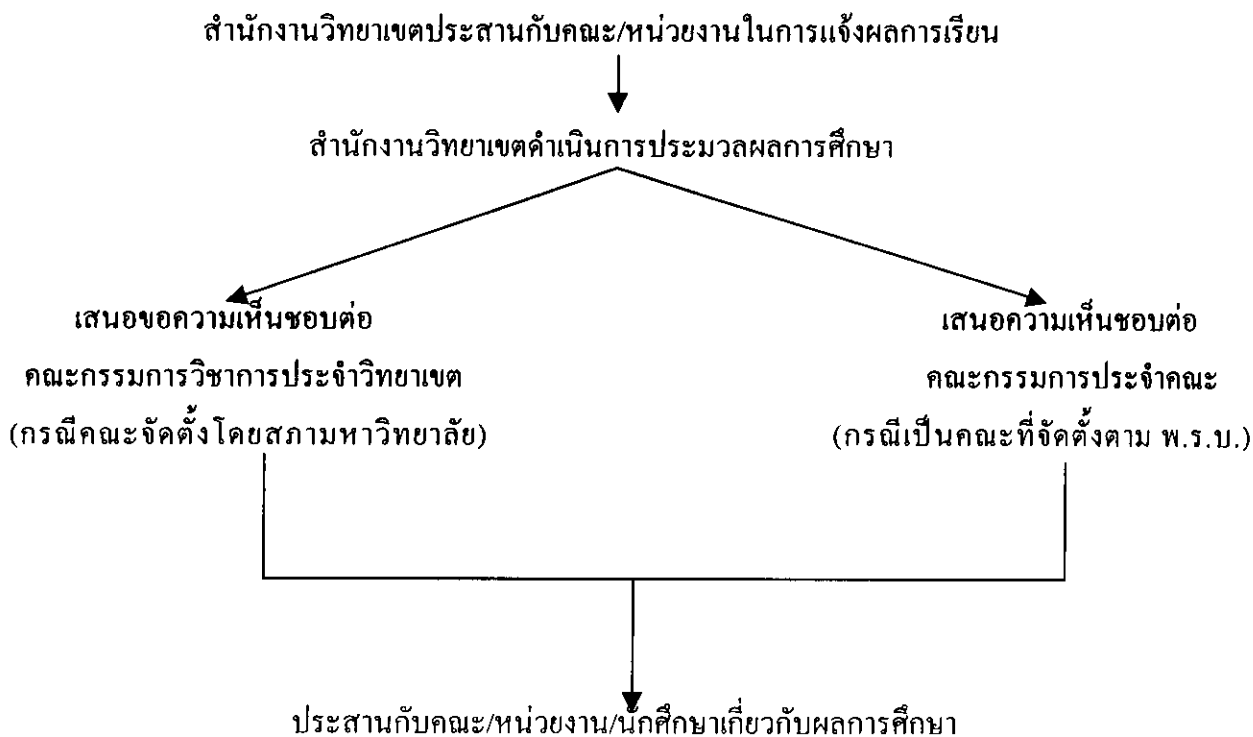 สำนักงานวิทยาเขตประสานกับคณะ/หน่วยงานในการแจ้งผลการเรียน
สำนักงานวิทยาเขตดำเนินการประมวลผลการศึกษา
เสนอขอความเห็นชอบต่อ
คณะกรรมการวิชาการประจำวิทยาเขต
(กรณีคณะจัดตั้งโดยสภามหาวิทยาลัย)
เสนอความเห็นชอบต่อ
คณะกรรมการประจำคณะ
(กรณีเป็นคณะที่จัดตั้งตาม พ.ร.บ.)
ประสานกับคณะ/หน่วยงาน/นักศึกษาเกี่ยวกับผลการศึกษา